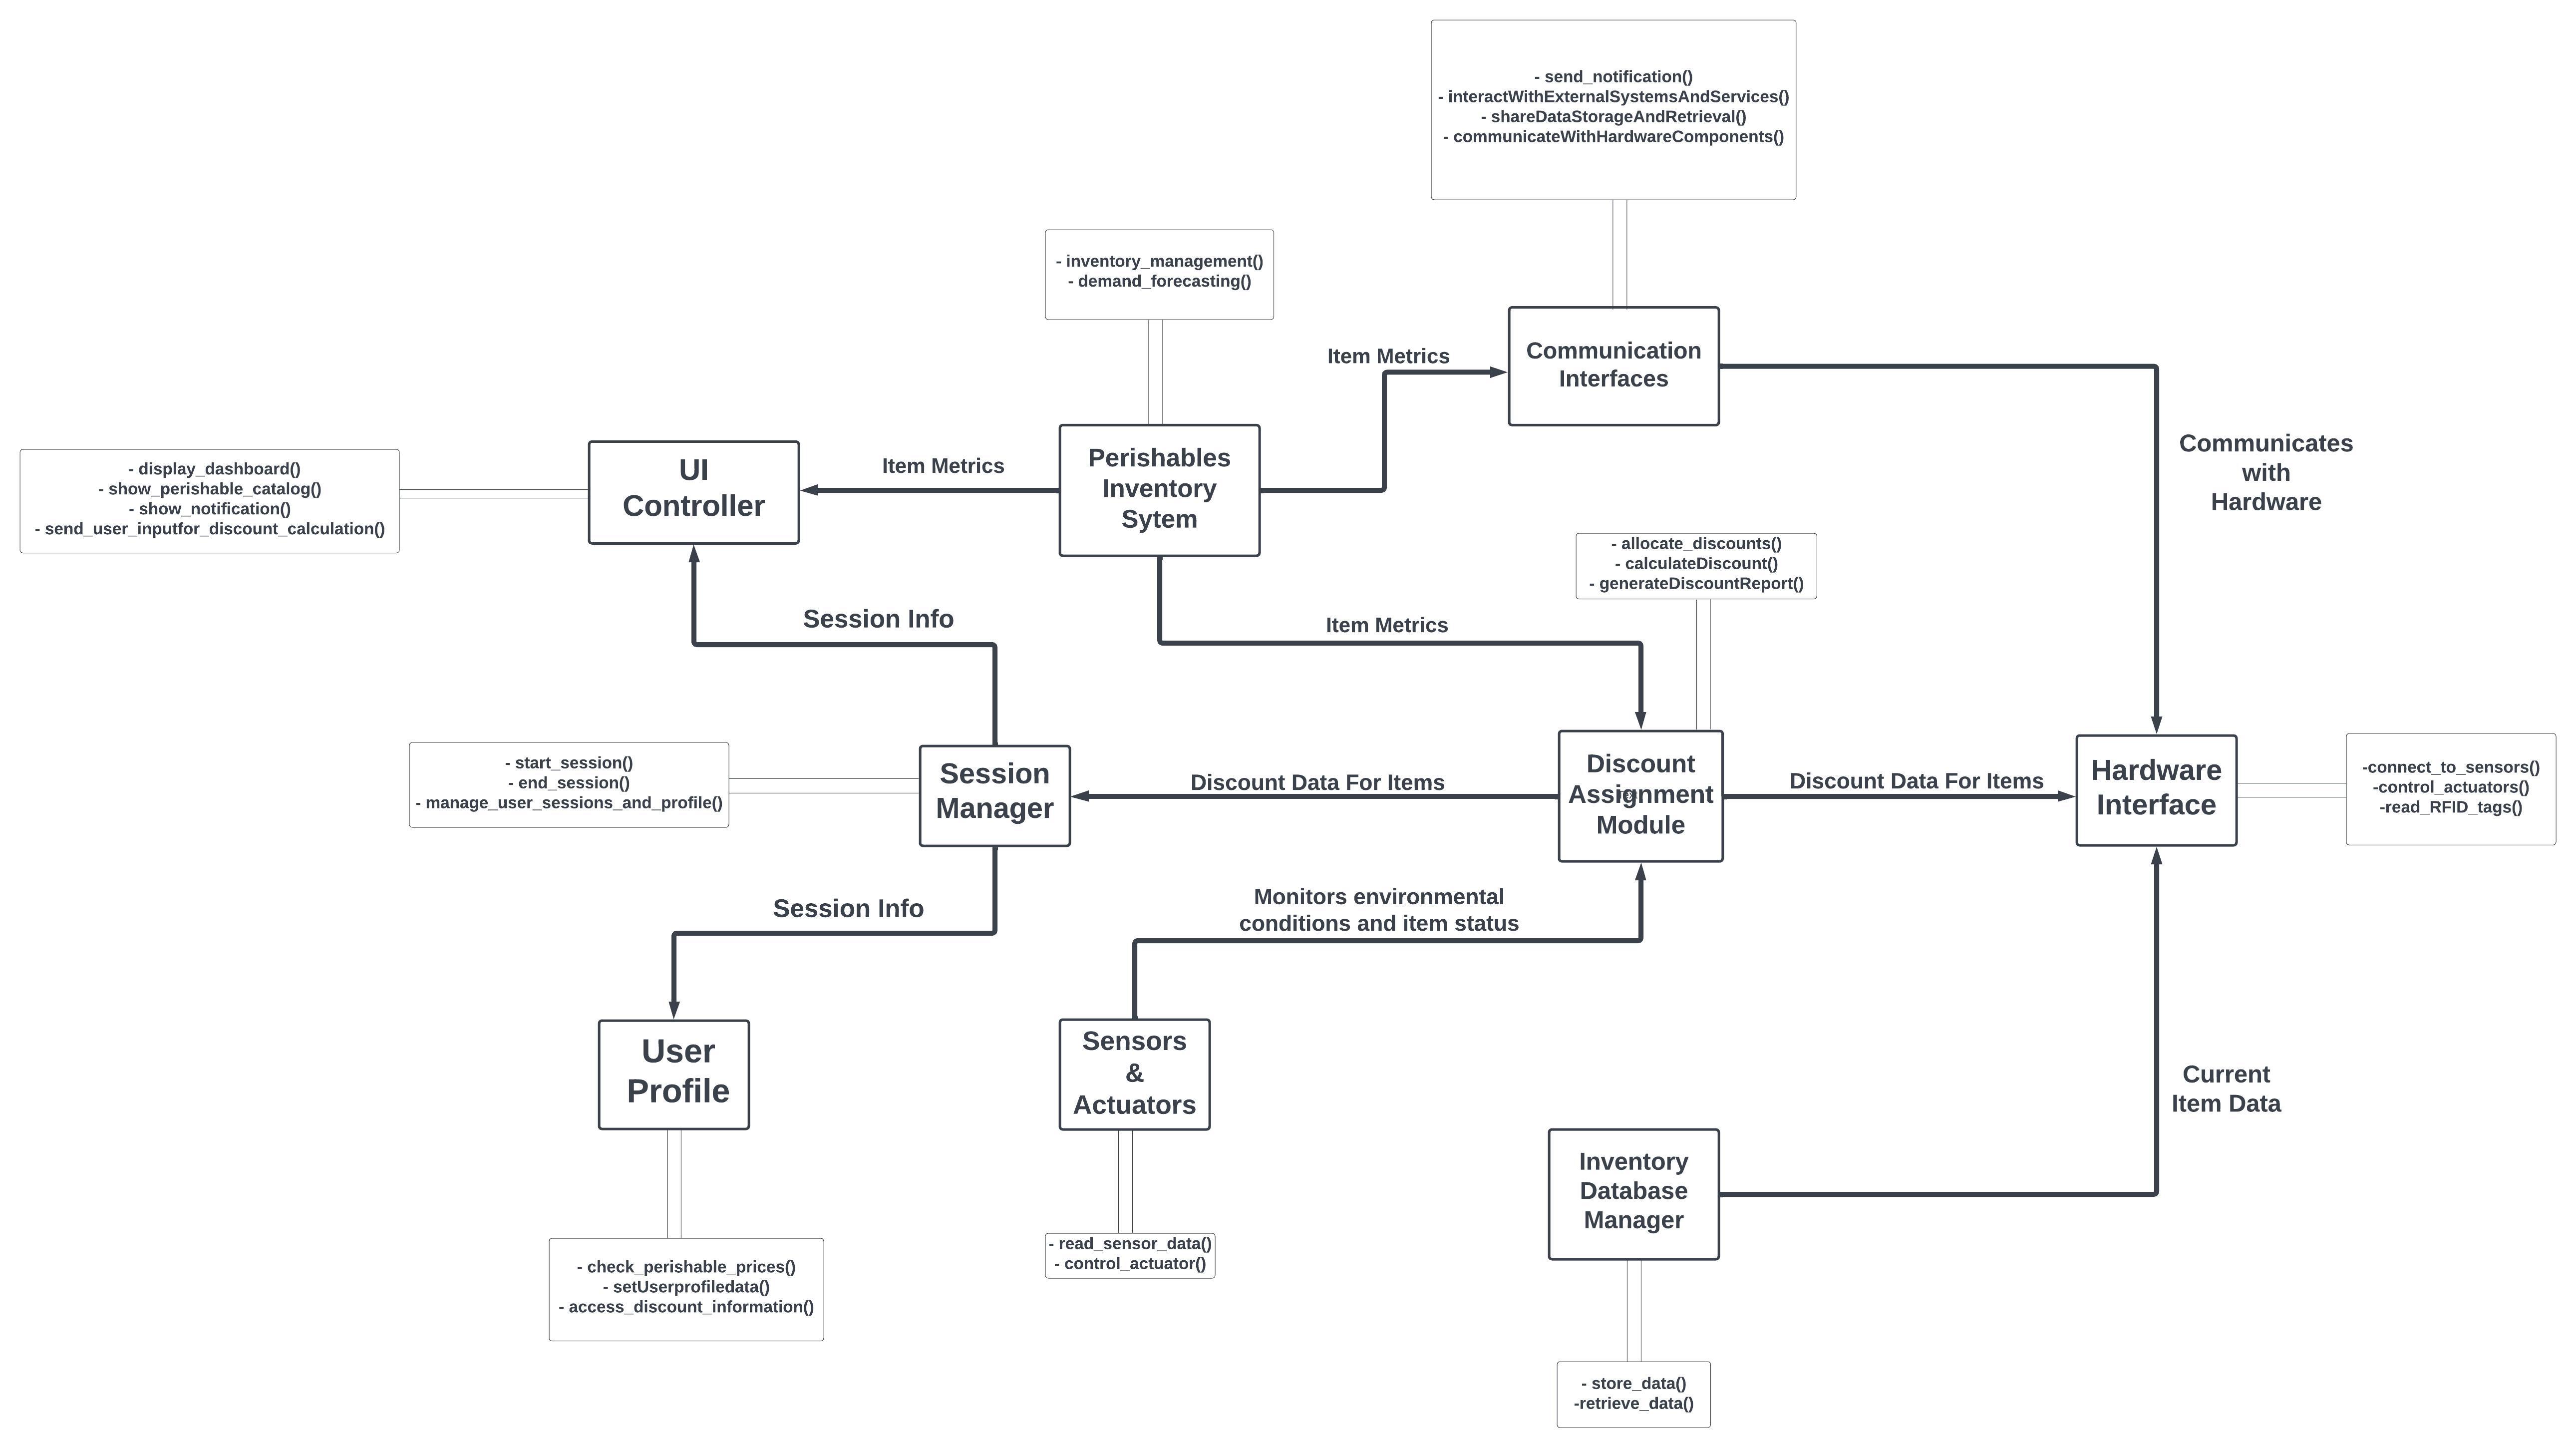 - send_notification()
- interactWithExternalSystemsAndServices()
- shareDataStorageAndRetrieval()
- communicateWithHardwareComponents()
- inventory_management()
- demand_forecasting()
Communication
Interfaces
Item Metrics
Communicates
with
Hardware
- display_dashboard()
- show_perishable_catalog()
- show_notification()
- send_user_inputfor_discount_calculation()
UI
Controller
Item Metrics
Perishables
Inventory
Sytem
- allocate_discounts()
- calculateDiscount()
- generateDiscountReport()
Session Info
Item Metrics
- start_session()
- end_session()
- manage_user_sessions_and_profile()
Session
Manager
Discount Data For Items
Discount
Assignment
Module
Discount Data For Items
Hardware
Interface
-connect_to_sensors()
-control_actuators()
-read_RFID_tags()
Session Info
Monitors environmental
conditions and item status
User
Profile
Sensors
&
Actuators
Current
Item Data
Inventory
Database
Manager
- check_perishable_prices()
- setUserprofiledata()
- access_discount_information()
- read_sensor_data()
- control_actuator()
- store_data()
-retrieve_data()